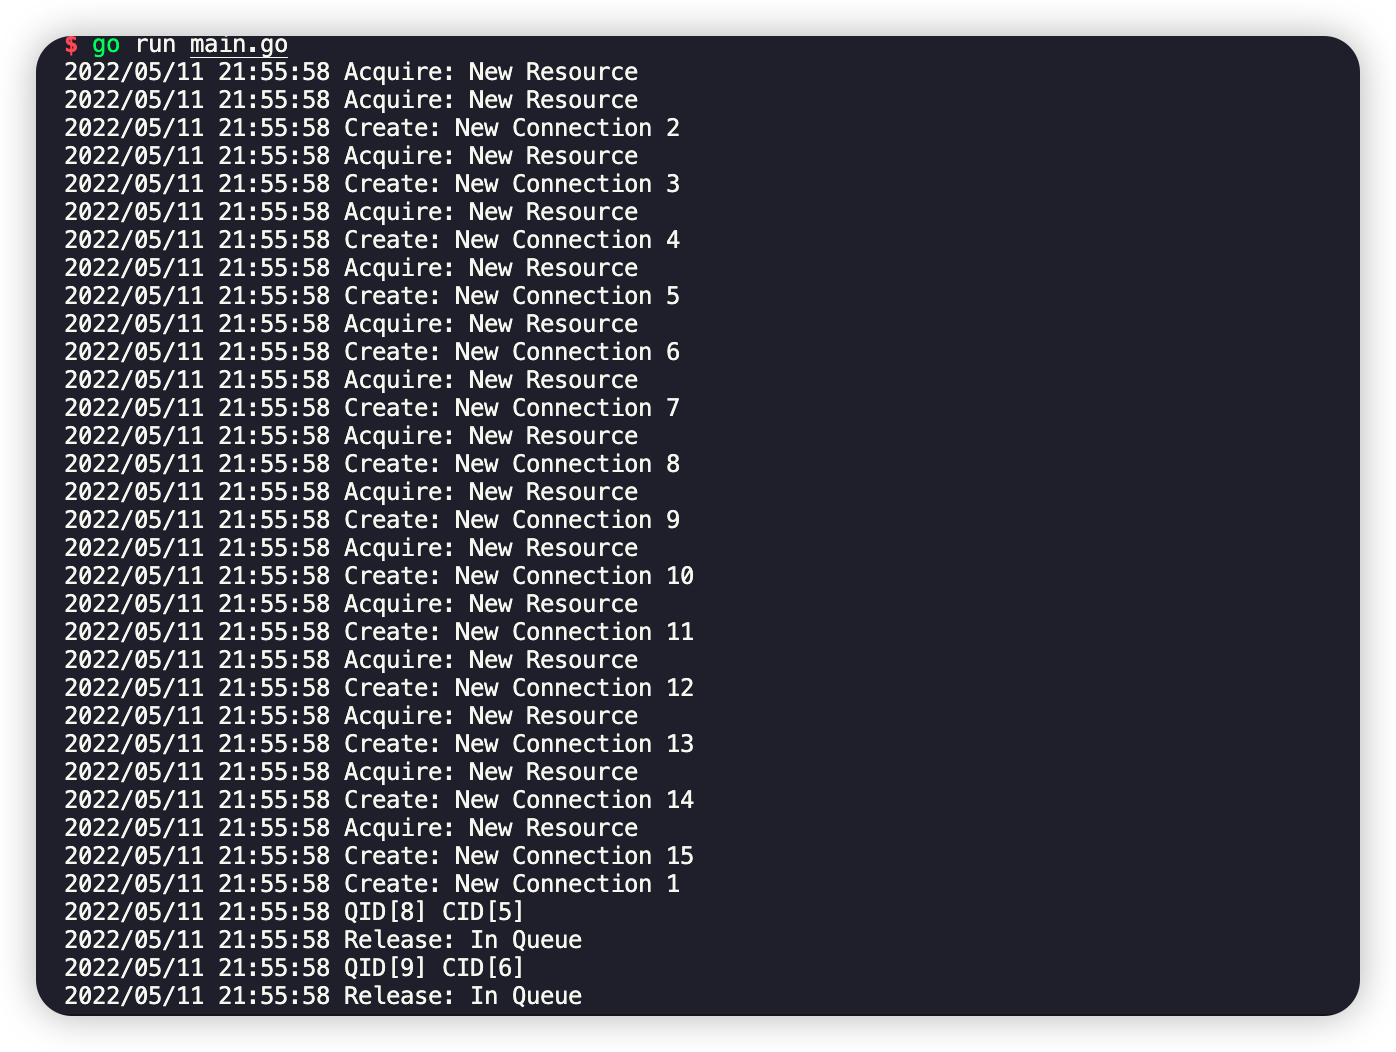 $ go run main.go
2022/05/11 21:55:58 Acquire: New Resource
2022/05/11 21:55:58 Acquire: New Resource
2022/05/11 21:55:58 Create: New Connection 2
2022/05/11 21:55:58 Acquire: New Resource
2022/05/11 21:55:58 Create: New Connection 3
2022/05/11 21:55:58 Acquire: New Resource
2022/05/11 21:55:58 Create: New Connection 4
2022/05/11 21:55:58 Acquire: New Resource
2022/05/11 21:55:58 Create: New Connection 5
2022/05/11 21:55:58 Acquire: New Resource
2022/05/11 21:55:58 Create: New Connection 6
2022/05/11 21:55:58 Acquire: New Resource
2022/05/11 21:55:58 Create: New Connection 7
2022/05/11 21:55:58 Acquire: New Resource
2022/05/11 21:55:58 Create: New Connection 8
2022/05/11 21:55:58 Acquire: New Resource
2022/05/11 21:55:58 Create: New Connection 9
2022/05/11 21:55:58 Acquire: New Resource
2022/05/11 21:55:58 Create: New Connection 10
2022/05/11 21:55:58 Acquire: New Resource
2022/05/11 21:55:58 Create: New Connection 11
2022/05/11 21:55:58 Acquire: New Resource
2022/05/11 21:55:58 Create: New Connection 12
2022/05/11 21:55:58 Acquire: New Resource
2022/05/11 21:55:58 Create: New Connection 13
2022/05/11 21:55:58 Acquire: New Resource
2022/05/11 21:55:58 Create: New Connection 14
2022/05/11 21:55:58 Acquire: New Resource
2022/05/11 21:55:58 Create: New Connection 15
2022/05/11 21:55:58 Create: New Connection 1
2022/05/11 21:55:58 QID[8] CID[5]
2022/05/11 21:55:58 Release: In Queue
2022/05/11 21:55:58 QID[9] CID[6]
2022/05/11 21:55:58 Release: In Queue